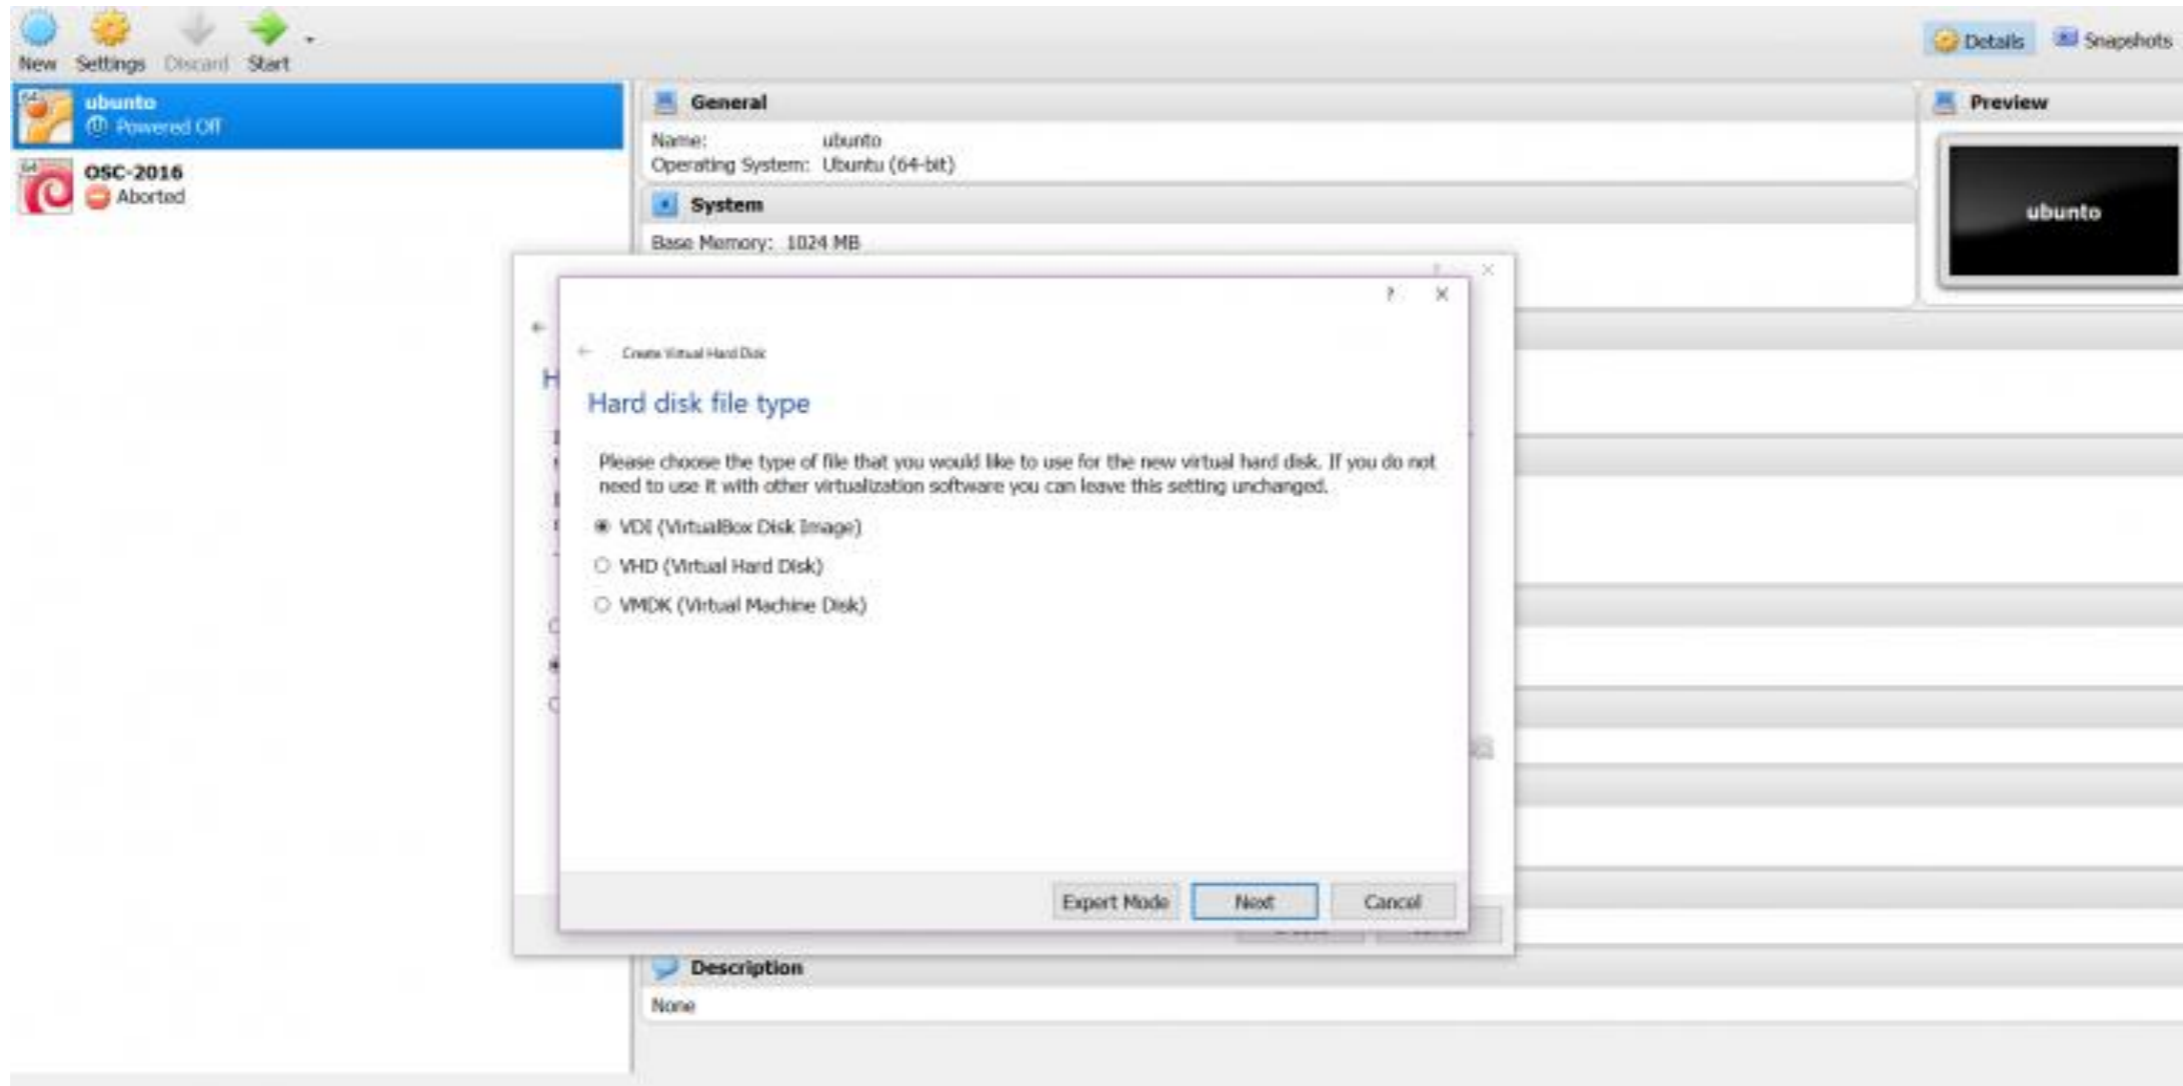 New Settings Discard Start
Details Snapshots
64 ubunto
Powered Off
64 OSC-2016
Aborted
General
Name: ubunto
Operating System: Ubuntu (64-bit)
System
Base Memory: 1024 MB
Preview
ubunto
? ×
← Create Virtual Hard Disk
Hard disk file type
Please choose the type of file that you would like to use for the new virtual hard disk. If you do not
need to use it with other virtualization software you can leave this setting unchanged.
VDI (VirtualBox Disk Image)
VHD (Virtual Hard Disk)
VMDK (Virtual Machine Disk)
Expert Mode Next Cancel
H
Description
None